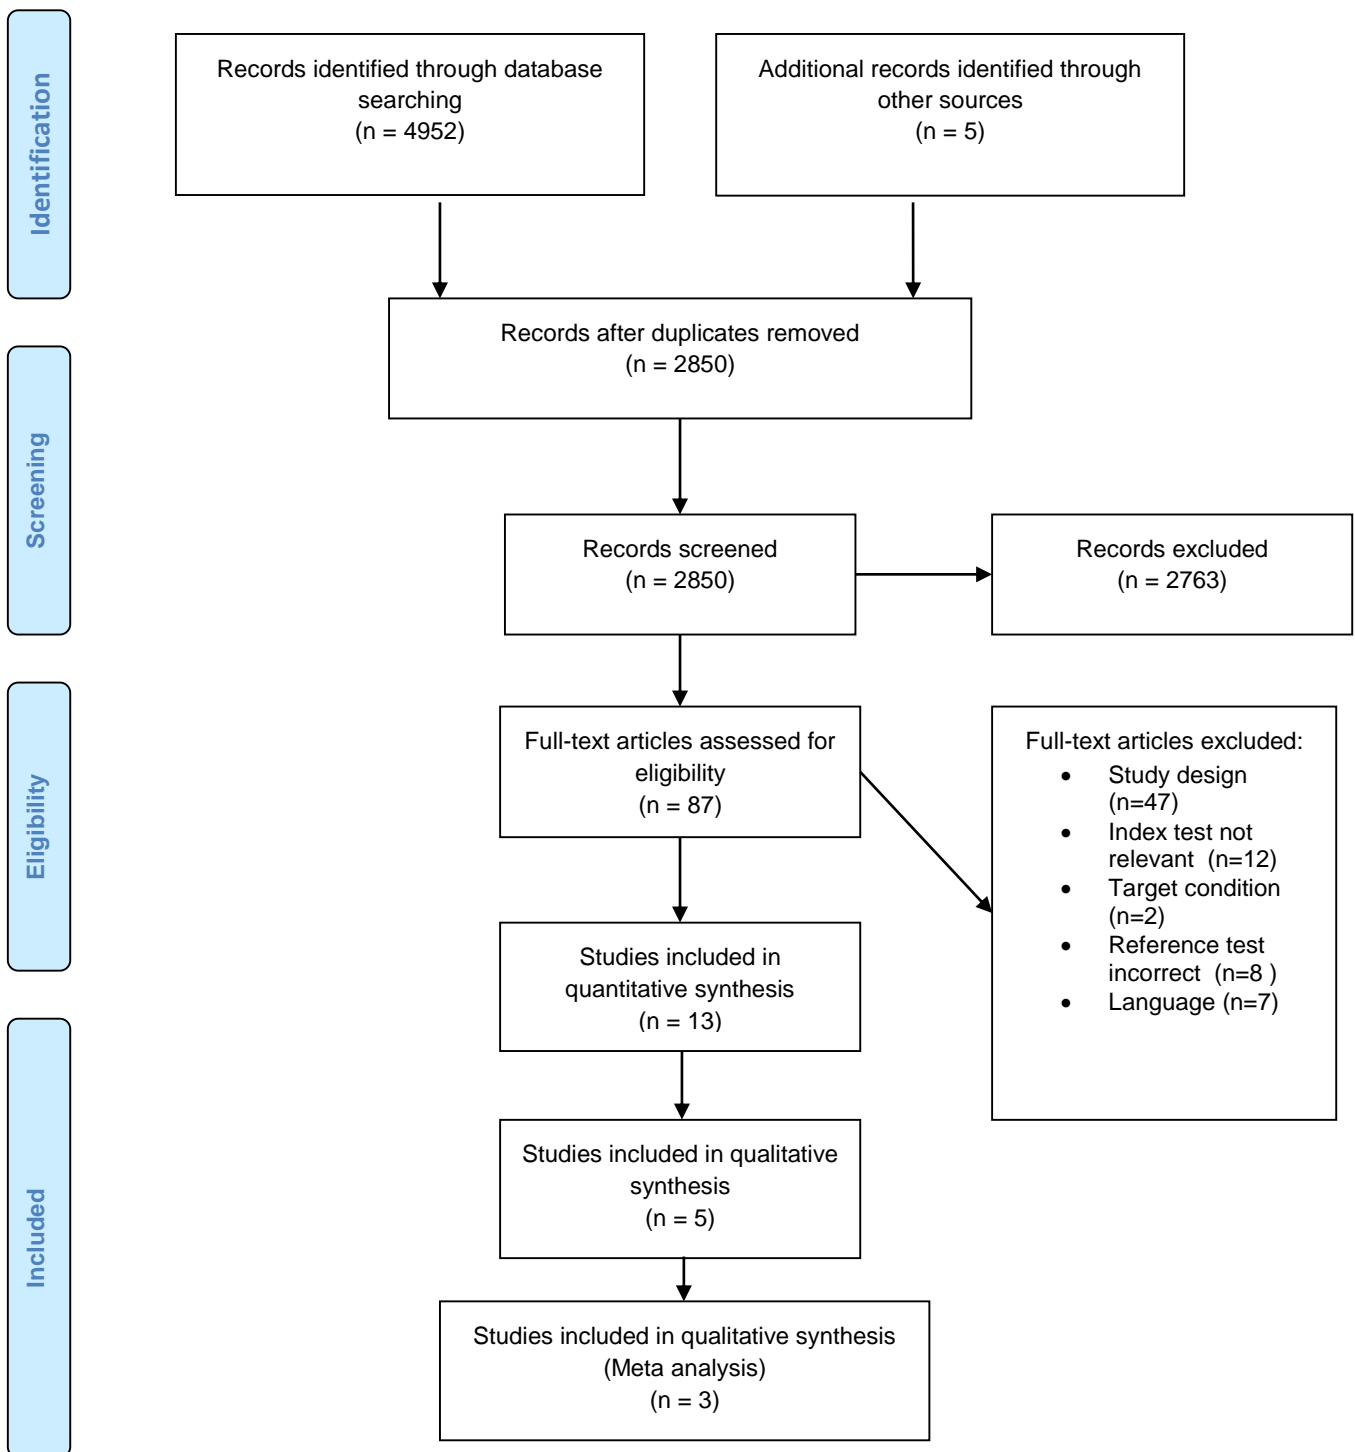 Identification
Records identified through database
searching
(n = 4952)
Additional records identified through
other sources
(n = 5)
Records after duplicates removed
(n = 2850)
Screening
Records screened
(n = 2850)
Records excluded
(n = 2763)
Eligibility
Full-text articles assessed for
eligibility
(n = 87)
Full-text articles excluded:
• Study design
(n=47)
• Index test not
relevant (n=12)
• Target condition
(n=2)
• Reference test
incorrect (n=8 )
• Language (n=7)
Studies included in
quantitative synthesis
(n = 13)
Included
Studies included in qualitative
synthesis
(n = 5)
Studies included in qualitative synthesis
(Meta analysis)
(n = 3)